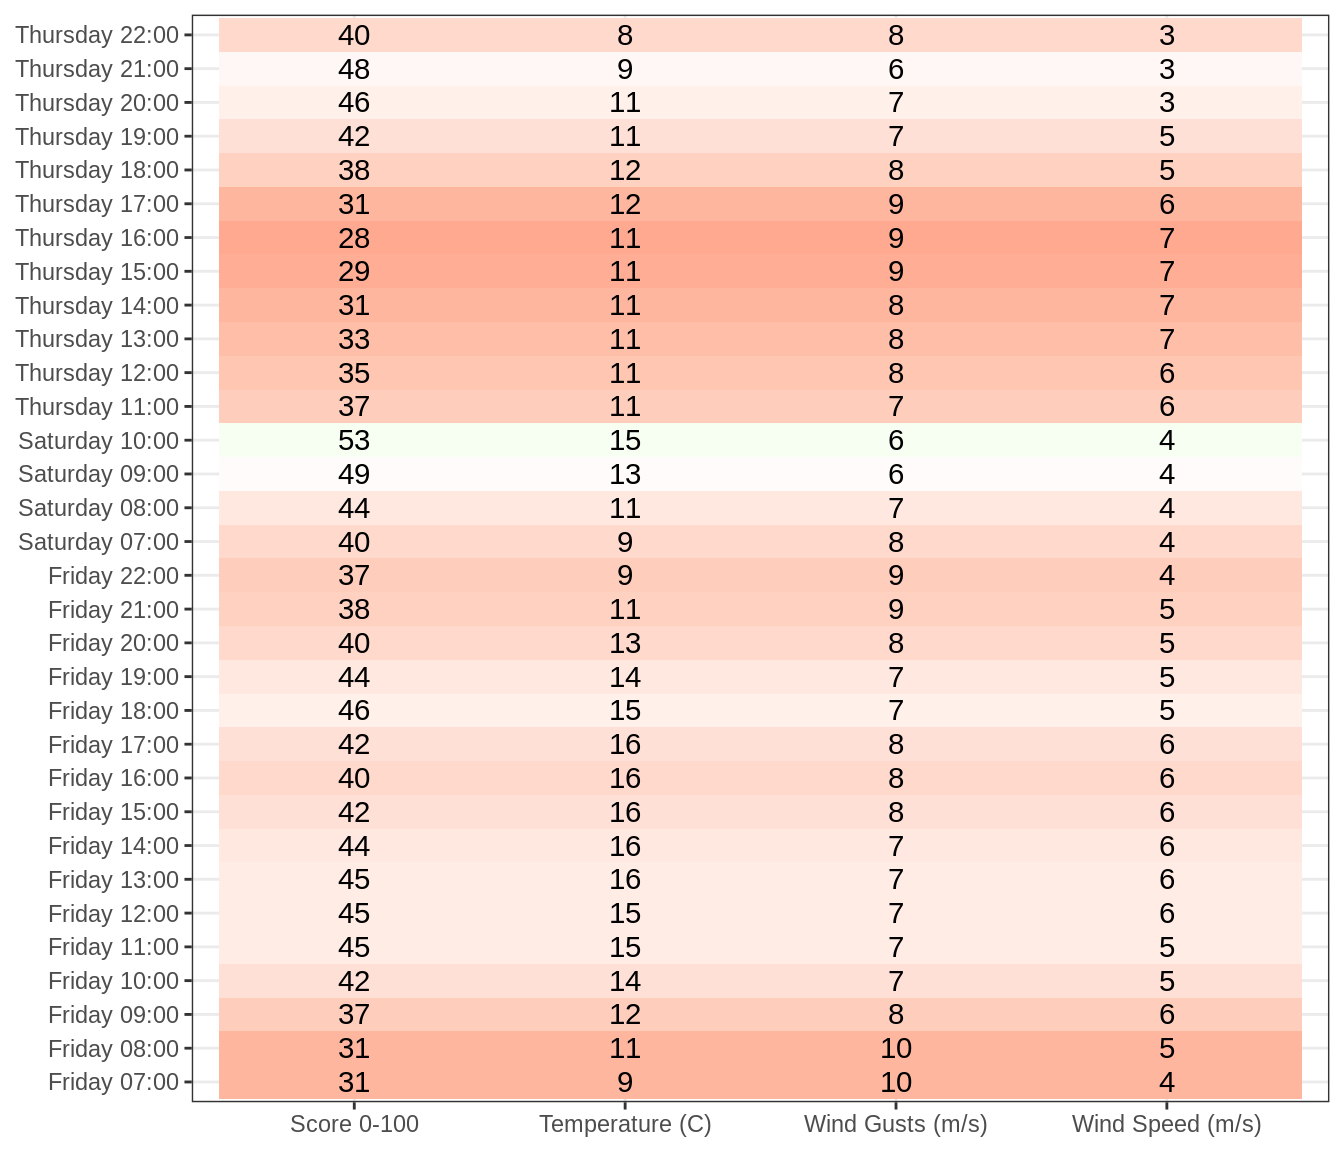 Thursday 22:00 40 8 8 3
Thursday 21:00 48 9 6 3
Thursday 20:00 46 11 7 3
Thursday 19:00 42 11 7 5
Thursday 18:00 38 12 8 5
Thursday 17:00 31 12 9 6
Thursday 16:00 28 11 9 7
Thursday 15:00 29 11 9 7
Thursday 14:00 31 11 8 7
Thursday 13:00 33 11 8 7
Thursday 12:00 35 11 8 6
Thursday 11:00 37 11 7 6
Saturday 10:00 53 15 6 4
Saturday 09:00 49 13 6 4
Saturday 08:00 44 11 7 4
Saturday 07:00 40 9 8 4
Friday 22:00 37 9 9 4
Friday 21:00 38 11 9 5
Friday 20:00 40 13 8 5
Friday 19:00 44 14 7 5
Friday 18:00 46 15 7 5
Friday 17:00 42 16 8 6
Friday 16:00 40 16 8 6
Friday 15:00 42 16 8 6
Friday 14:00 44 16 7 6
Friday 13:00 45 16 7 6
Friday 12:00 45 15 7 6
Friday 11:00 45 15 7 5
Friday 10:00 42 14 7 5
Friday 09:00 37 12 8 6
Friday 08:00 31 11 10 5
Friday 07:00 31 9 10 4
Score 0-100 Temperature (C) Wind Gusts (m/s) Wind Speed (m/s)